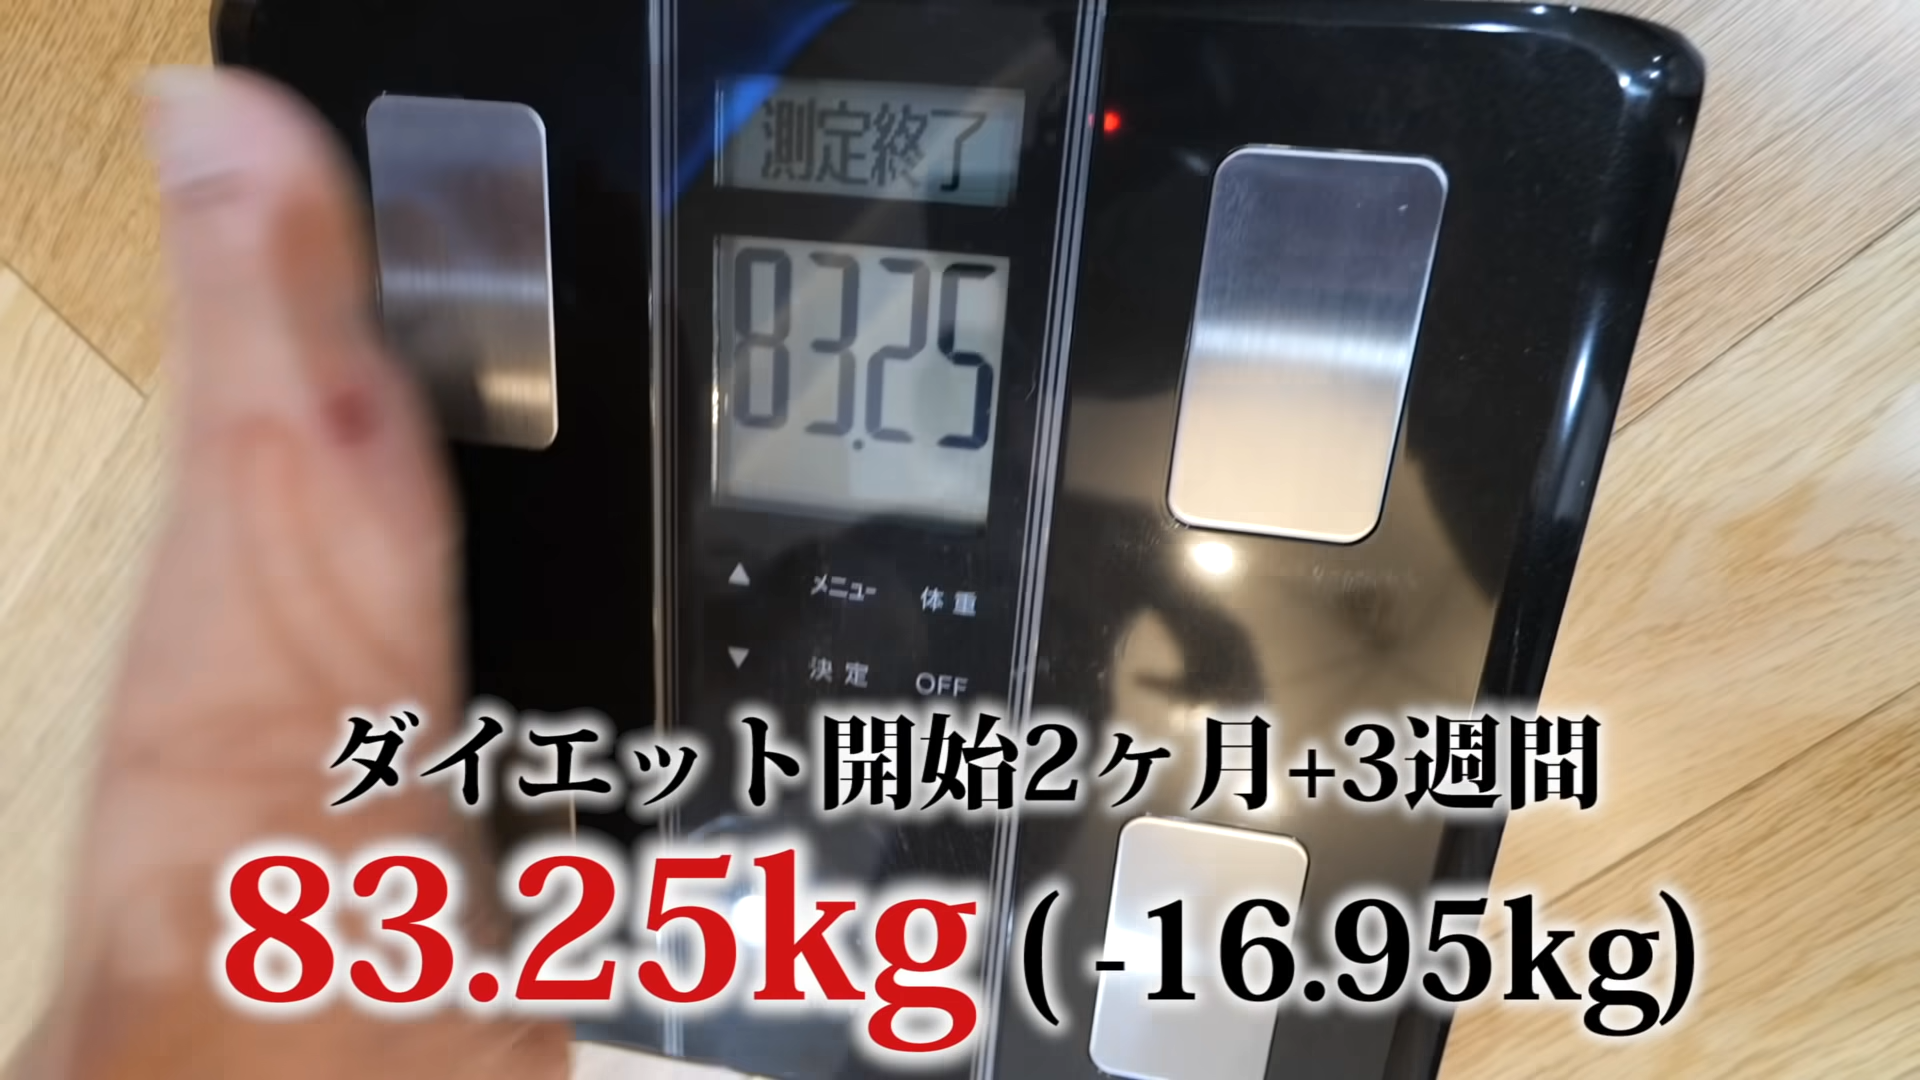 測定終了
83.25
▲ メニュー 体重
▼ 決定 OFF
ダイエット開始2ヶ月+3週間
83.25kg (-16.95kg)